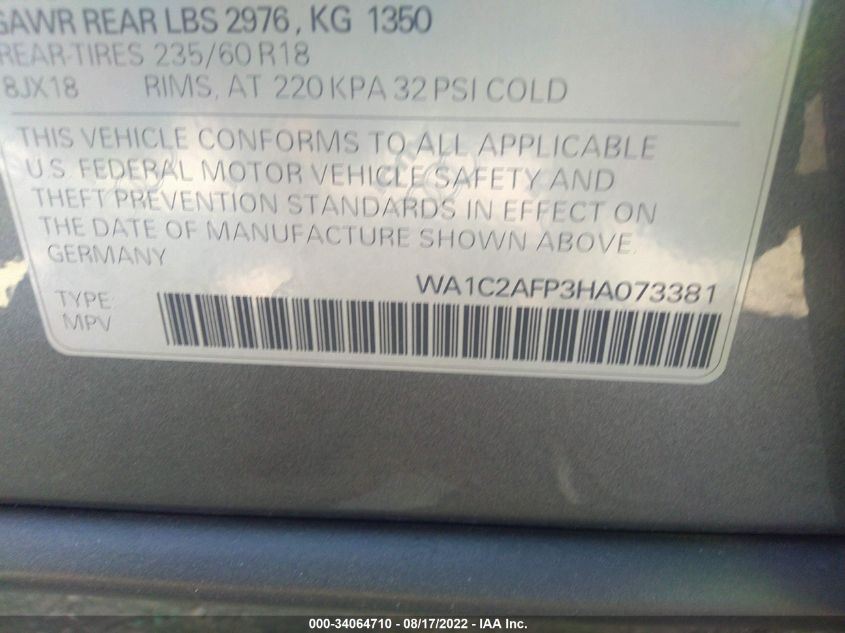 GAWR REAR LBS 2976, KG 1350
REAR-TIRES 235/60 R18
8JX18 RIMS, AT 220 KPA 32 PSI COLD
THIS VEHICLE CONFORMS TO ALL APPLICABLE
U.S. FEDERAL MOTOR VEHICLE SAFETY AND
THEFT PREVENTION STANDARDS IN EFFECT ON
THE DATE OF MANUFACTURE SHOWN ABOVE.
GERMANY
WA1C2AFP3HA073381
TYPE:
MPV
000-34064710 - 08/17/2022 - IAA Inc.